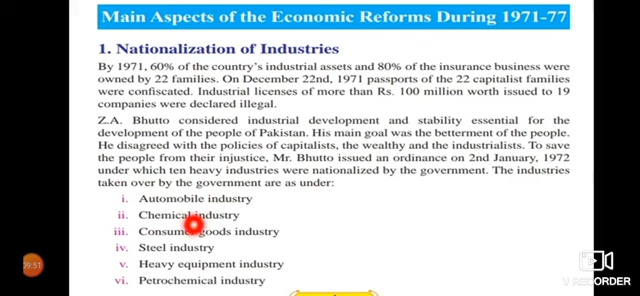 Main Aspects of the Economic Reforms During 1971-77
1. Nationalization of Industries
By 1971, 60% of the country's industrial assets and 80% of the insurance business were
owned by 22 families. On December 22nd, 1971 passports of the 22 capitalist families
were confiscated. Industrial licenses of more than Rs. 100 million worth issued to 19
companies were declared illegal.
Z.A. Bhutto considered industrial development and stability essential for the
development of the people of Pakistan. His main goal was the betterment of the people.
He disagreed with the policies of capitalists, the wealthy and the industrialists. To save
the people from their injustice, Mr. Bhutto issued an ordinance on 2nd January, 1972
under which ten heavy industries were nationalized by the government. The industries
taken over by the government are as under:
i. Automobile industry
ii. Chemical industry
iii. Consumer goods industry
iv. Steel industry
v. Heavy equipment industry
vi. Petrochemical industry
09:51
V RECORDER